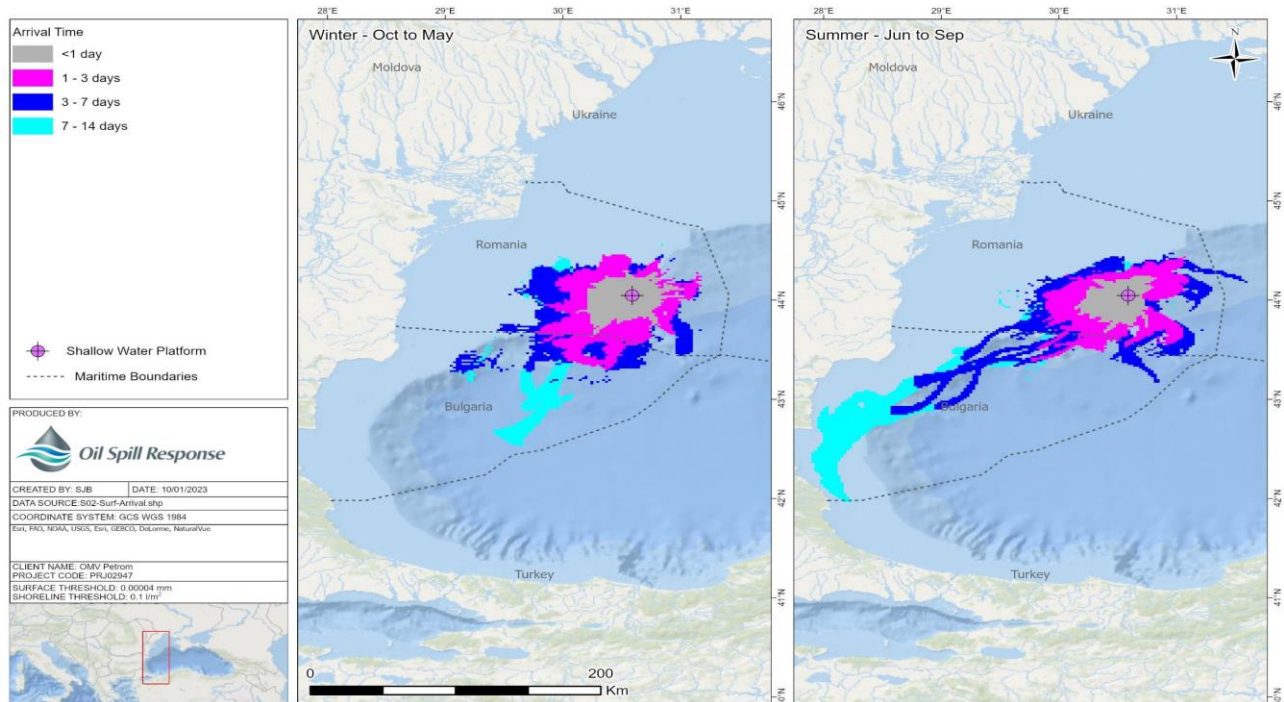 Arrival Time
<1 day
1 - 3 days
3 - 7 days
7 - 14 days
Shallow Water Platform
Maritime Boundaries
PRODUCED BY:
Oil Spill Response
CREATED BY: SJB DATE: 10/01/2023
DATA SOURCE:S02-Surf-Arrival.shp
COORDINATE SYSTEM: GCS WGS 1984
Esri, FAO, NOAA, USGS, Esri, GEBCO, DeLorme, NaturalVue
CLIENT NAME: OMV Petrom
PROJECT CODE: PRJ02947
SURFACE THRESHOLD: 0.00004 mm
SHORELINE THRESHOLD: 0.1 l/m²
28°E 29°E 30°E 31°E
Winter - Oct to May
Moldova
Ukraine
Romania
Bulgaria
Turkey
0 200
Km
46°N
45°N
44°N
43°N
42°N
41°N
40°N
28°E 29°E 30°E 31°E
Summer - Jun to Sep
N
Moldova
Ukraine
Romania
Bulgaria
Turkey
46°N
45°N
44°N
43°N
42°N
41°N
40°N